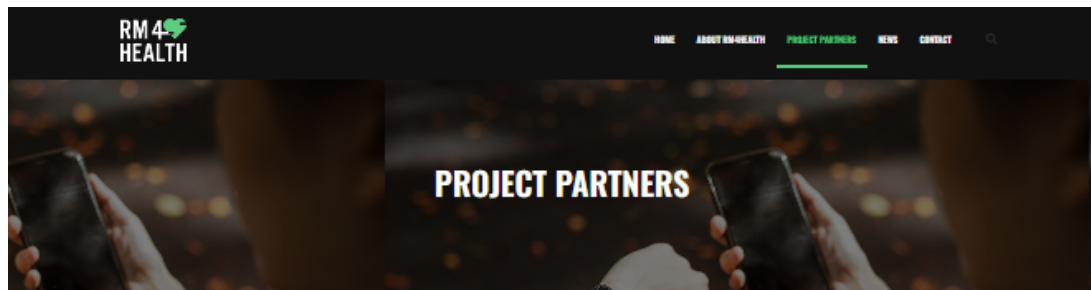 RM4
HEALTH
HOME ABOUT RM4HEALTH PROJECT PARTNERS NEWS CONTACT
PROJECT PARTNERS